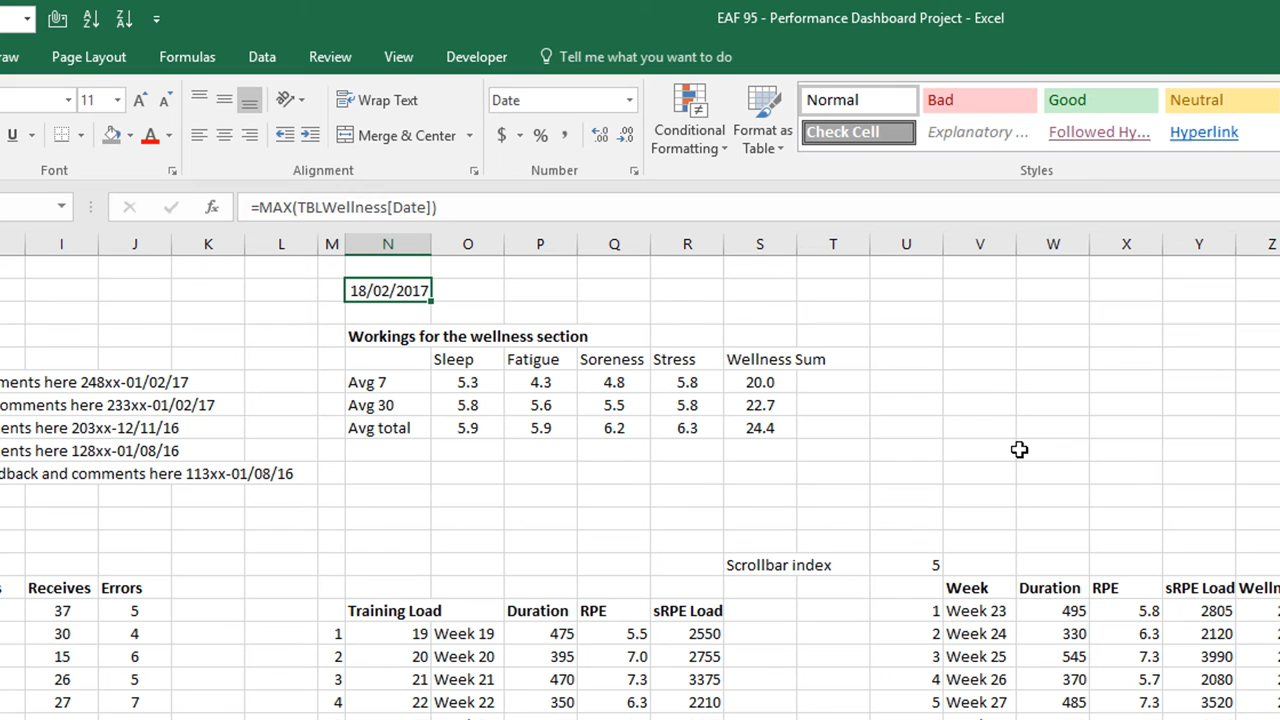 EAF 95 - Performance Dashboard Project - Excel
Page Layout Formulas Data Review View Developer Tell me what you want to do
11 A A Wrap Text Date Normal Bad Good Neutral
U A Merge & Center $ % , Conditional Formatting Format as Table Check Cell Explanatory ... Followed Hy... Hyperlink
Font Alignment Number Styles
fx =MAX(TBLWellness[Date])
I J K L M N O P Q R S T U V W X Y Z
18/02/2017
Workings for the wellness section
Sleep Fatigue Soreness Stress Wellness Sum
ments here 248xx-01/02/17 Avg 7 5.3 4.3 4.8 5.8 20.0
comments here 233xx-01/02/17 Avg 30 5.8 5.6 5.5 5.8 22.7
ments here 203xx-12/11/16 Avg total 5.9 5.9 6.2 6.3 24.4
ments here 128xx-01/08/16
dback and comments here 113xx-01/08/16
Scrollbar index 5
Receives Errors Week Duration RPE sRPE Load Welln
37 5 Training Load Duration RPE sRPE Load 1 Week 23 495 5.8 2805
30 4 1 19 Week 19 475 5.5 2550 2 Week 24 330 6.3 2120
15 6 2 20 Week 20 395 7.0 2755 3 Week 25 545 7.3 3990
26 5 3 21 Week 21 470 7.3 3375 4 Week 26 370 5.7 2080
27 7 4 22 Week 22 350 6.3 2210 5 Week 27 485 7.3 3520